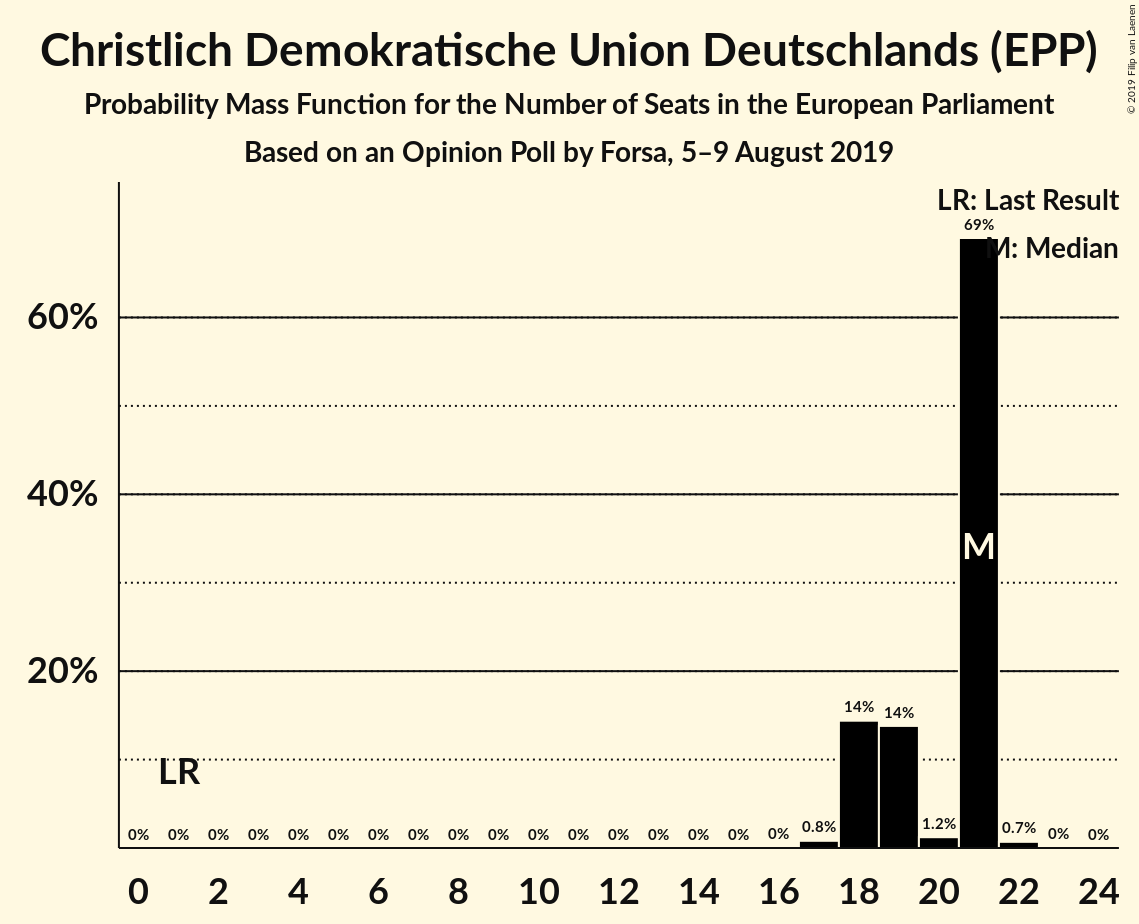 Christlich Demokratische Union Deutschlands (EPP)
Probability Mass Function for the Number of Seats in the European Parliament
Based on an Opinion Poll by Forsa, 5–9 August 2019
© 2019 Filip van Laenen
LR: Last Result
M: Median
69%
60%
40%
M
20%
14% 14%
LR
0% 0% 0% 0% 0% 0% 0% 0% 0% 0% 0% 0% 0% 0% 0% 0% 0% 0.8% 1.2% 0.7% 0% 0%
0 2 4 6 8 10 12 14 16 18 20 22 24